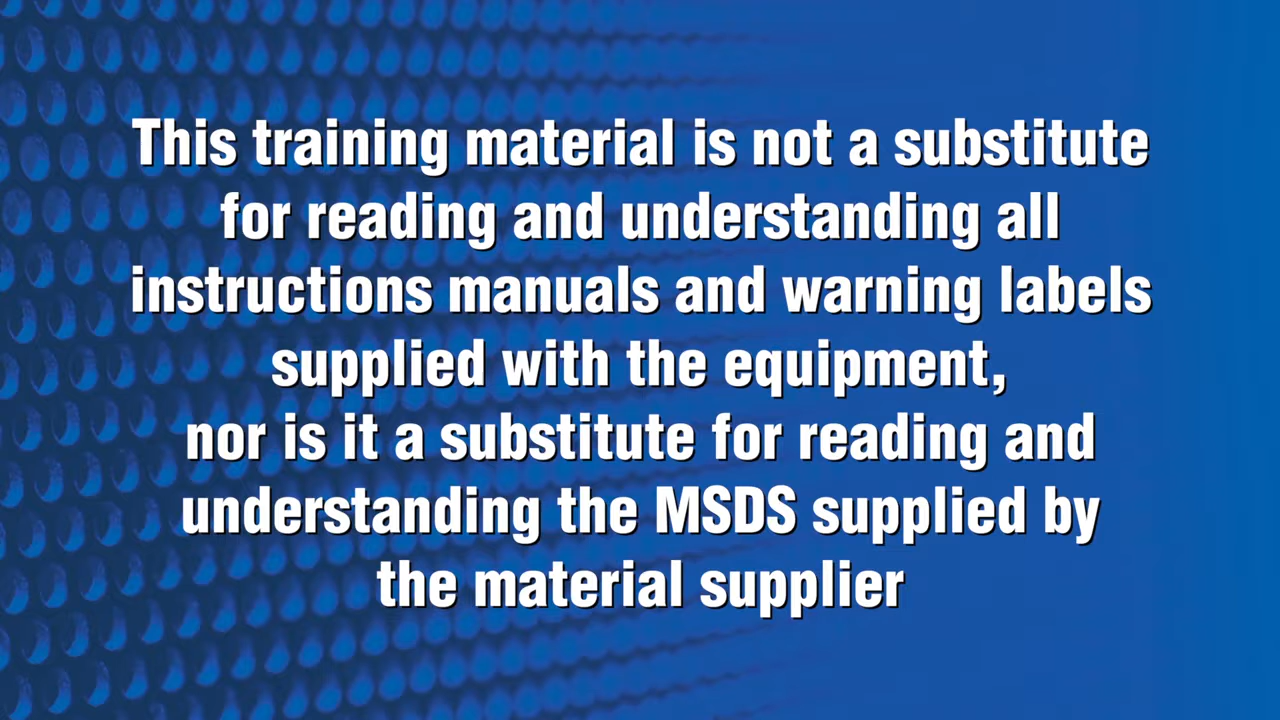 This training material is not a substitute
for reading and understanding all
instructions manuals and warning labels
supplied with the equipment,
nor is it a substitute for reading and
understanding the MSDS supplied by
the material supplier